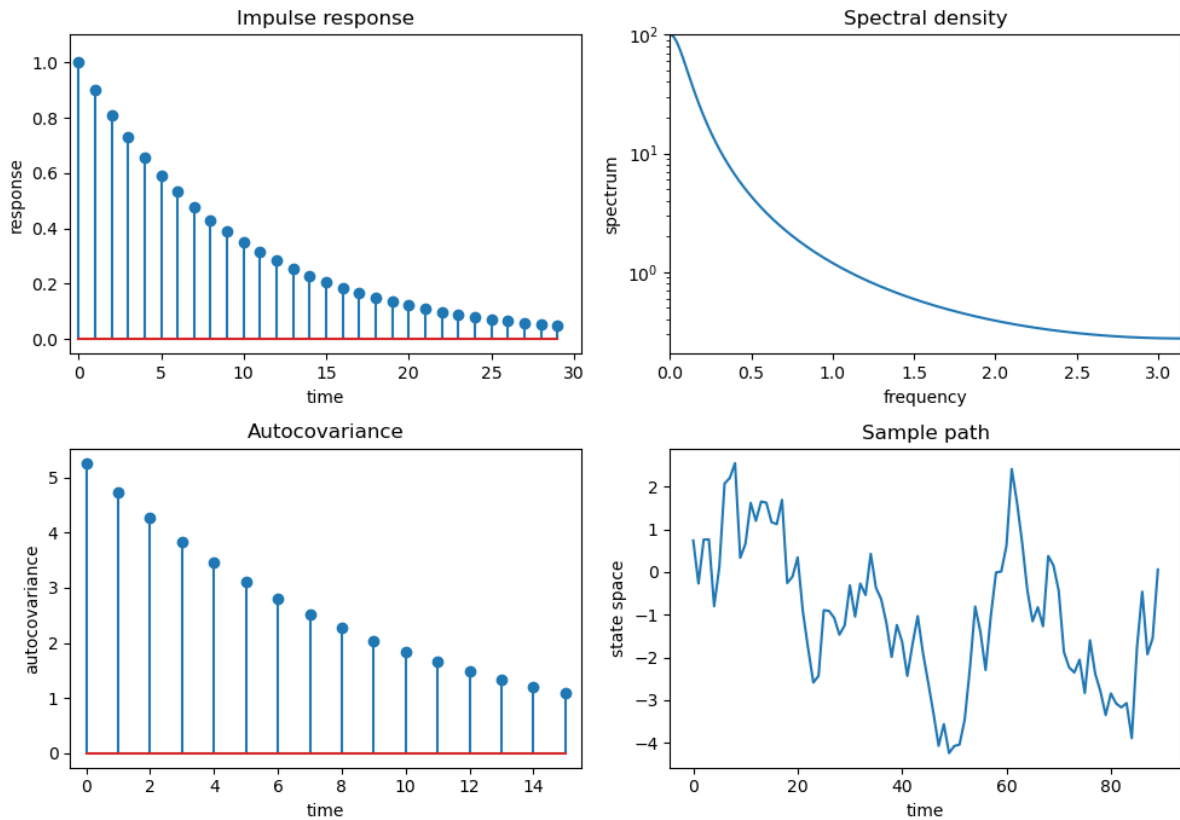 Impulse response
response
1.0
0.8
0.6
0.4
0.2
0.0
0 5 10 15 20 25 30
time
Spectral density
spectrum
10²
10¹
10⁰
0.0 0.5 1.0 1.5 2.0 2.5 3.0
frequency
Autocovariance
autocovariance
5
4
3
2
1
0
0 2 4 6 8 10 12 14
time
Sample path
state space
2
1
0
−1
−2
−3
−4
0 20 40 60 80
time